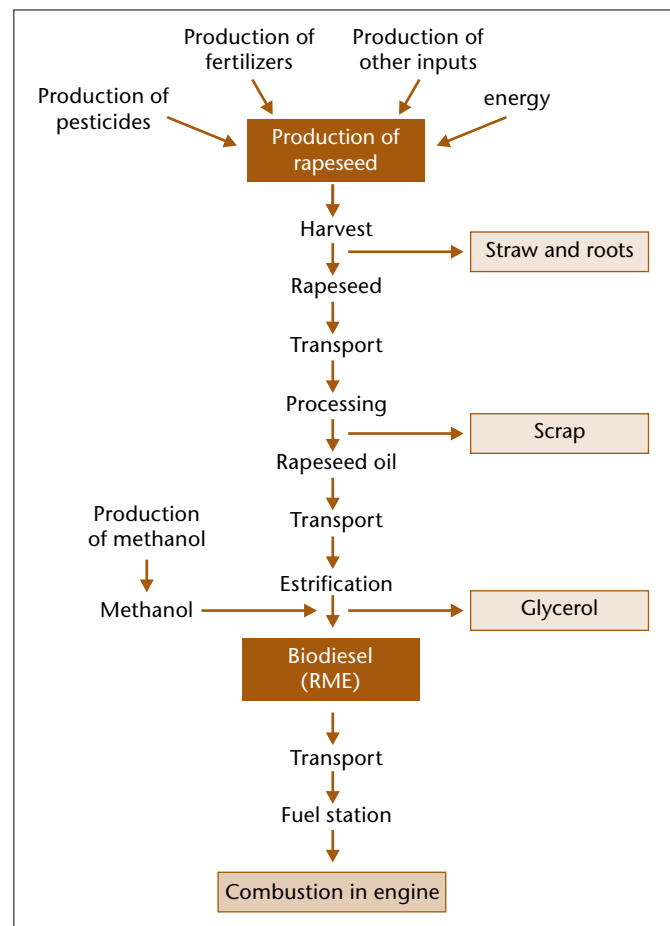 Production of
fertilizers
Production of
other inputs
Production of
pesticides
energy
Production of
rapeseed
Harvest
Straw and roots
Rapeseed
Transport
Processing
Scrap
Rapeseed oil
Production
of methanol
Transport
Estrification
Methanol
Glycerol
Biodiesel
(RME)
Transport
Fuel station
Combustion in engine